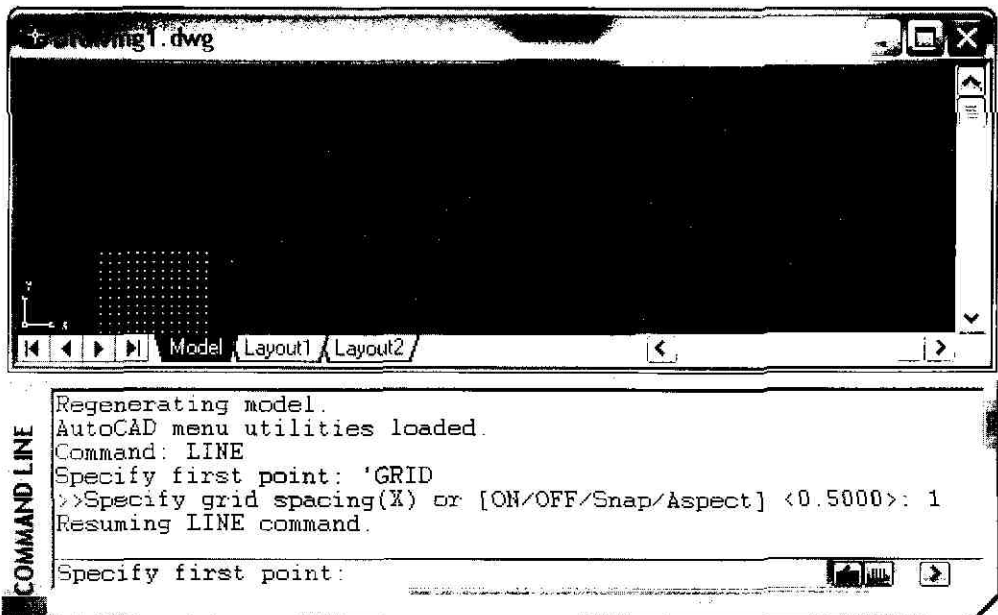 Drawing1.dwg
Y
X
Model Layout1 Layout2
Regenerating model.
AutoCAD menu utilities loaded.
Command: LINE
Specify first point: 'GRID
>>Specify grid spacing(X) or [ON/OFF/Snap/Aspect] <0.5000>: 1
Resuming LINE command.
Specify first point:
COMMAND LINE